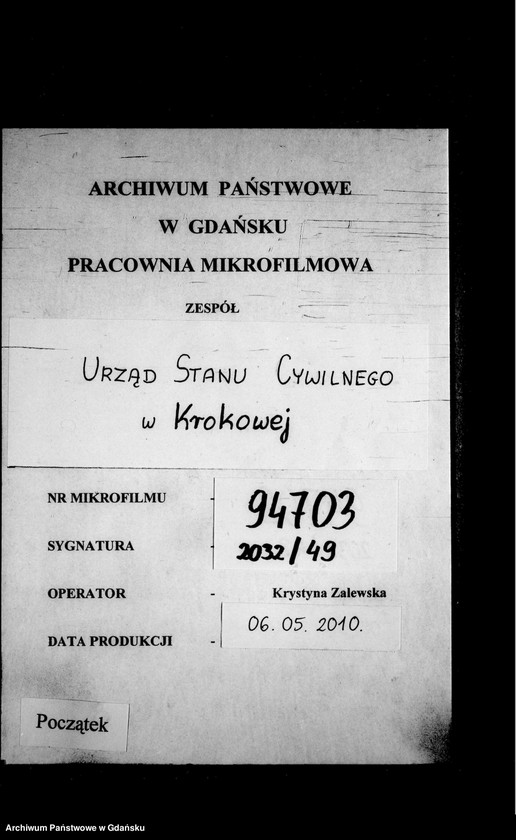 ARCHIWUM PAŃSTWOWE
W GDAŃSKU
PRACOWNIA MIKROFILMOWA
ZESPÓŁ
URZĄD STANU CYWILNEGO
w Krokowej
NR MIKROFILMU - 94703
SYGNATURA - 2032/49
OPERATOR - Krystyna Zalewska
DATA PRODUKCJI - 06.05.2010.
Początek
Archiwum Państwowe w Gdańsku